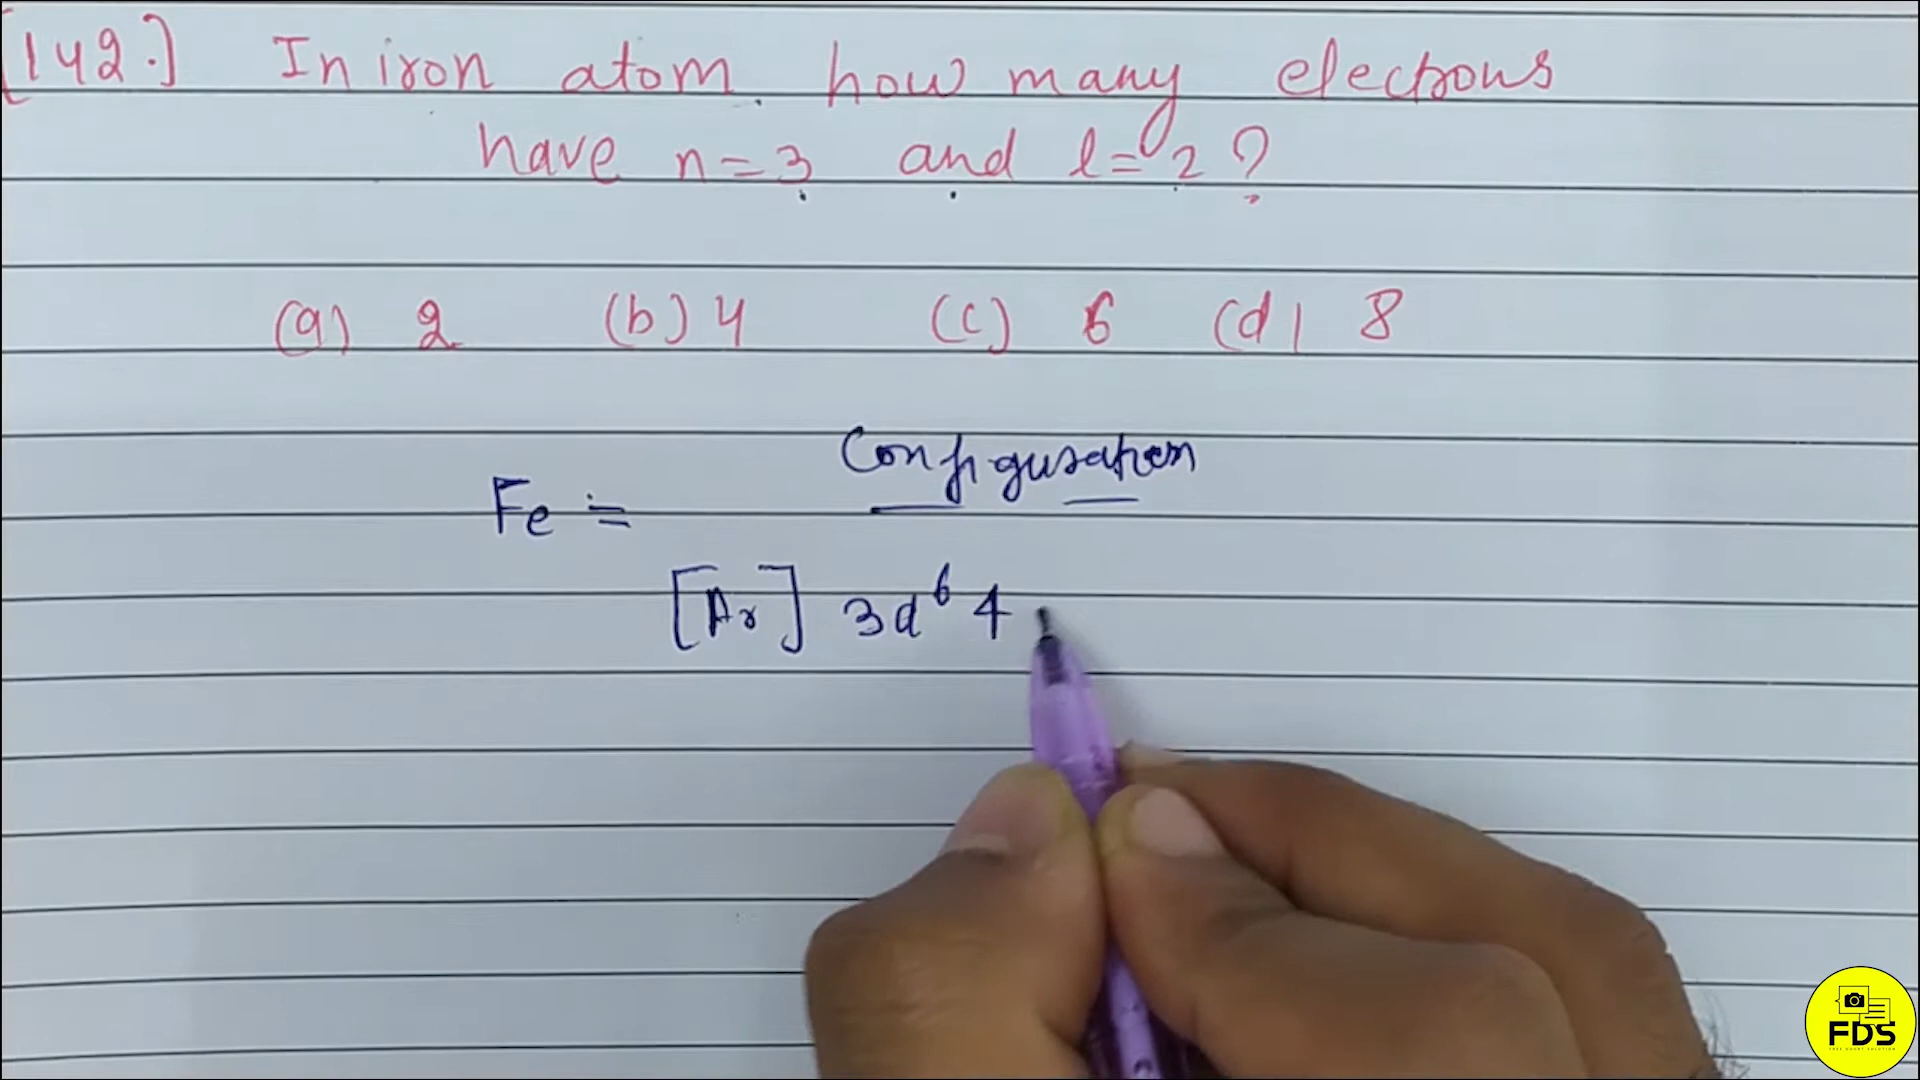 [142.] In iron atom how many electrons
have n=3 and l=2?
(a) 2 (b) 4 (c) 6 (d) 8
Configuration
Fe =
[Ar] 3d⁶ 4
FDS